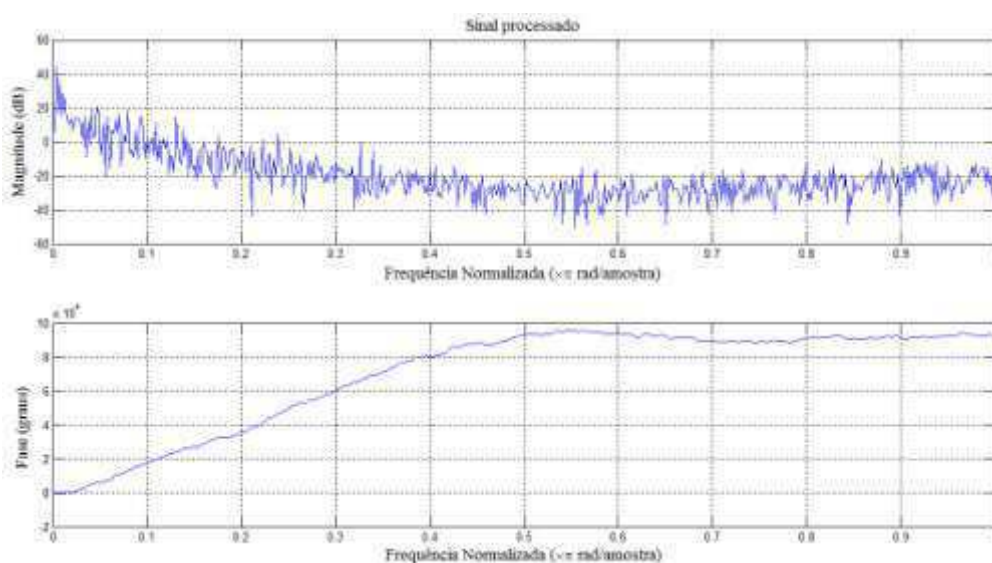 Sinal processado
60
40
20
0
-20
-40
-60
Magnitude (dB)
0 0.1 0.2 0.3 0.4 0.5 0.6 0.7 0.8 0.9
Frequência Normalizada (×π rad/amostra)
x 10⁴
10
8
6
4
2
0
-2
Fase (graus)
0 0.1 0.2 0.3 0.4 0.5 0.6 0.7 0.8 0.9
Frequência Normalizada (×π rad/amostra)